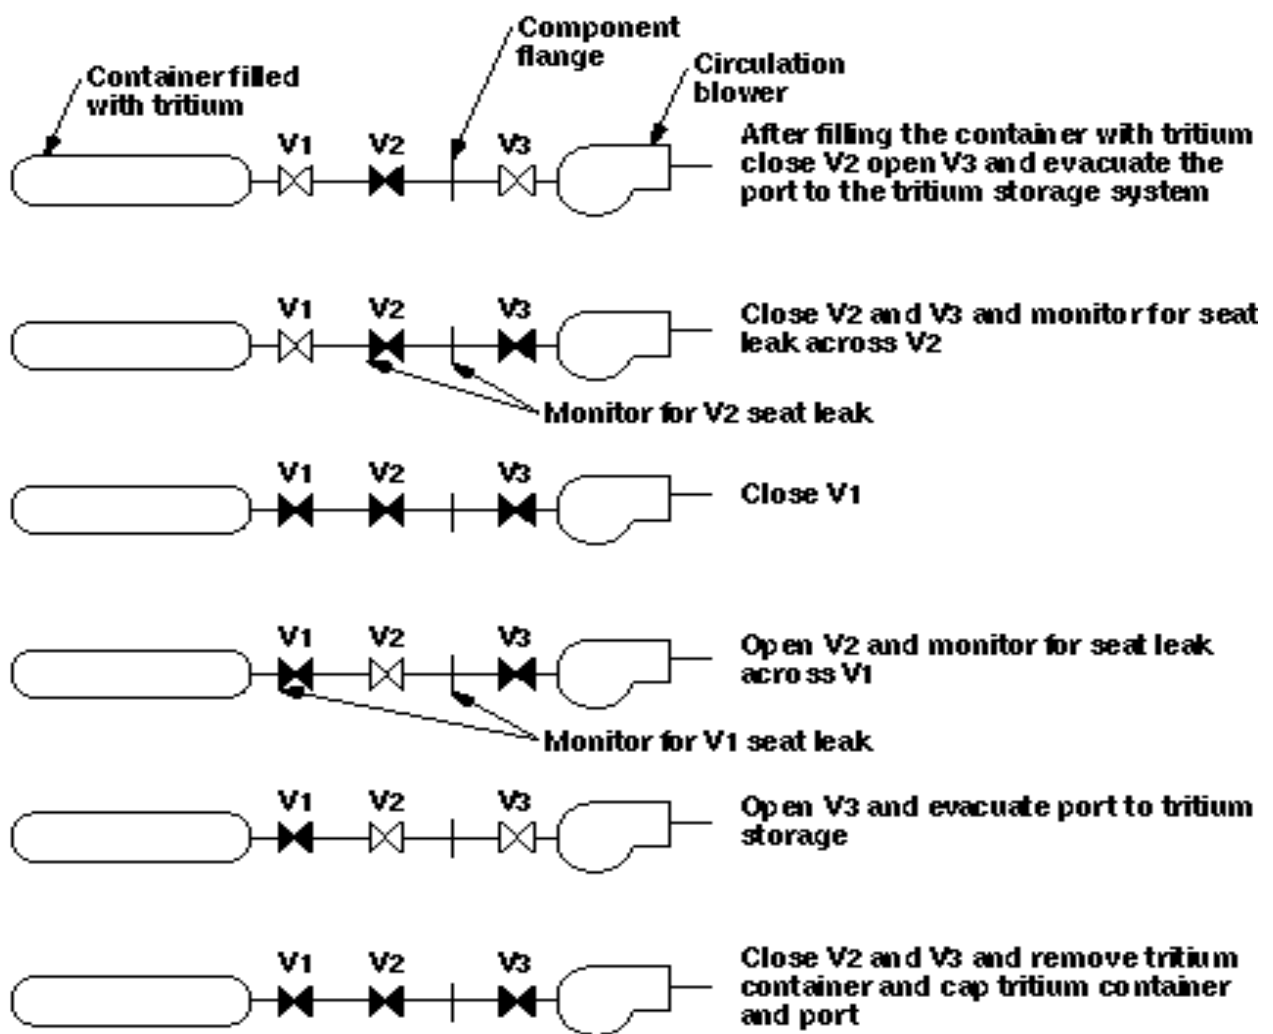 Component
flange
Container filled
with tritium
Circulation
blower
V1 V2 V3
After filling the container with tritium
close V2 open V3 and evacuate the
port to the tritium storage system
V1 V2 V3
Close V2 and V3 and monitor for seat
leak across V2
Monitor for V2 seat leak
V1 V2 V3
Close V1
V1 V2 V3
Open V2 and monitor for seat leak
across V1
Monitor for V1 seat leak
V1 V2 V3
Open V3 and evacuate port to tritium
storage
V1 V2 V3
Close V2 and V3 and remove tritium
container and cap tritium container
and port